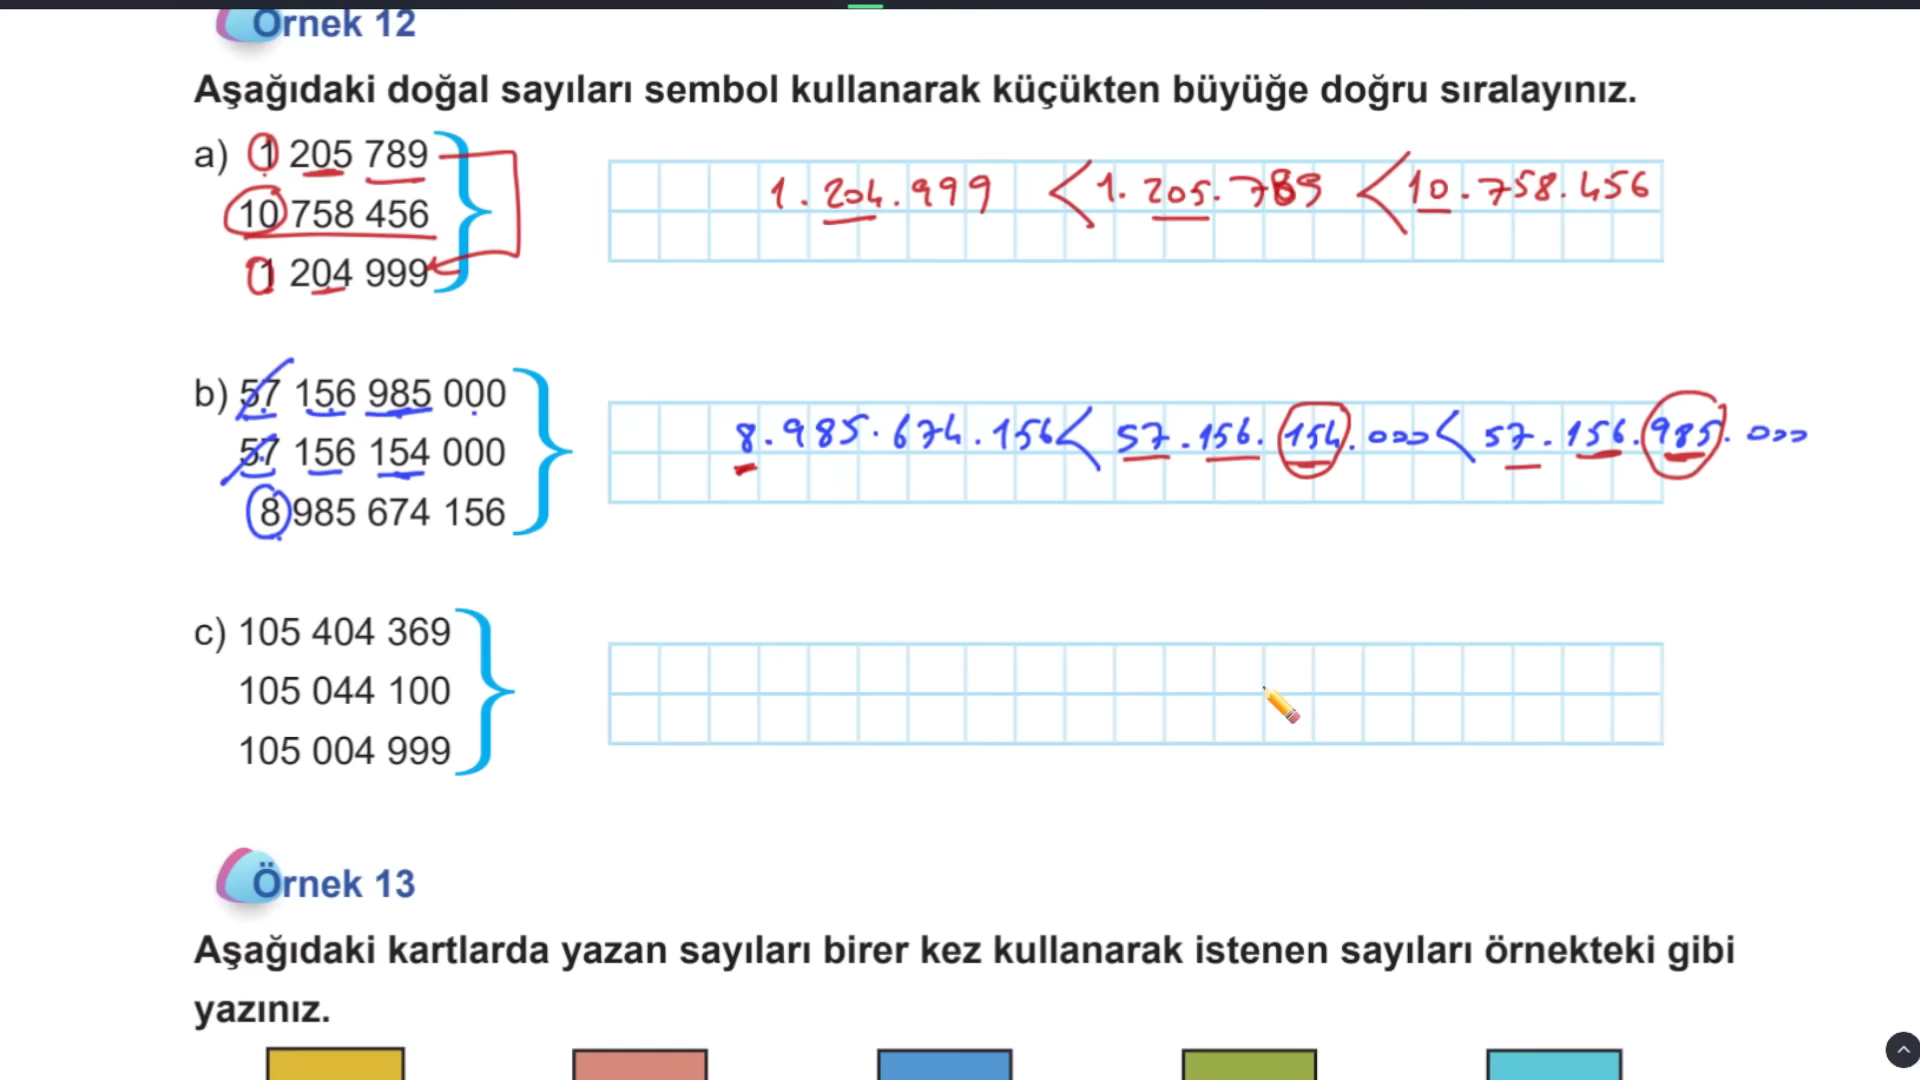 Örnek 12
Aşağıdaki doğal sayıları sembol kullanarak küçükten büyüğe doğru sıralayınız.
a) 1 205 789
10 758 456
1 204 999
1.204.999 < 1.205.789 < 10.758.456
b) 57 156 985 000
57 156 154 000
8 985 674 156
8.985.674.156 < 57.156.154.000 < 57.156.985.000
c) 105 404 369
105 044 100
105 004 999
Örnek 13
Aşağıdaki kartlarda yazan sayıları birer kez kullanarak istenen sayıları örnekteki gibi
yazınız.